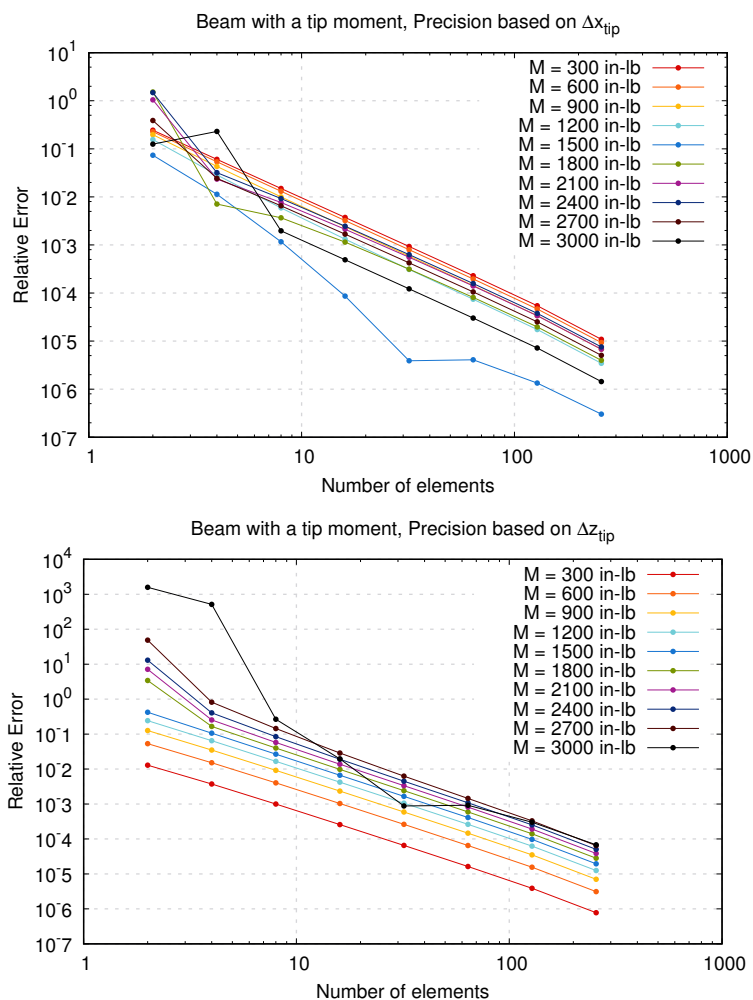 Beam with a tip moment, Precision based on Δx_tip
10^1
10^0
10^-1
10^-2
10^-3
10^-4
10^-5
10^-6
10^-7
Relative Error
M = 300 in-lb
M = 600 in-lb
M = 900 in-lb
M = 1200 in-lb
M = 1500 in-lb
M = 1800 in-lb
M = 2100 in-lb
M = 2400 in-lb
M = 2700 in-lb
M = 3000 in-lb
1 10 100 1000
Number of elements
Beam with a tip moment, Precision based on Δz_tip
10^4
10^3
10^2
10^1
10^0
10^-1
10^-2
10^-3
10^-4
10^-5
10^-6
10^-7
Relative Error
M = 300 in-lb
M = 600 in-lb
M = 900 in-lb
M = 1200 in-lb
M = 1500 in-lb
M = 1800 in-lb
M = 2100 in-lb
M = 2400 in-lb
M = 2700 in-lb
M = 3000 in-lb
1 10 100 1000
Number of elements